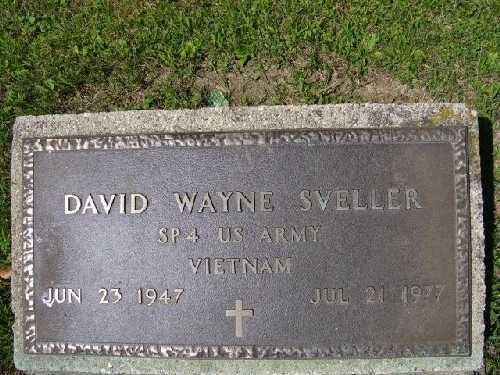 DAVID WAYNE SVELLER
SP4 US ARMY
VIETNAM
JUN 23 1947 JUL 21 1977